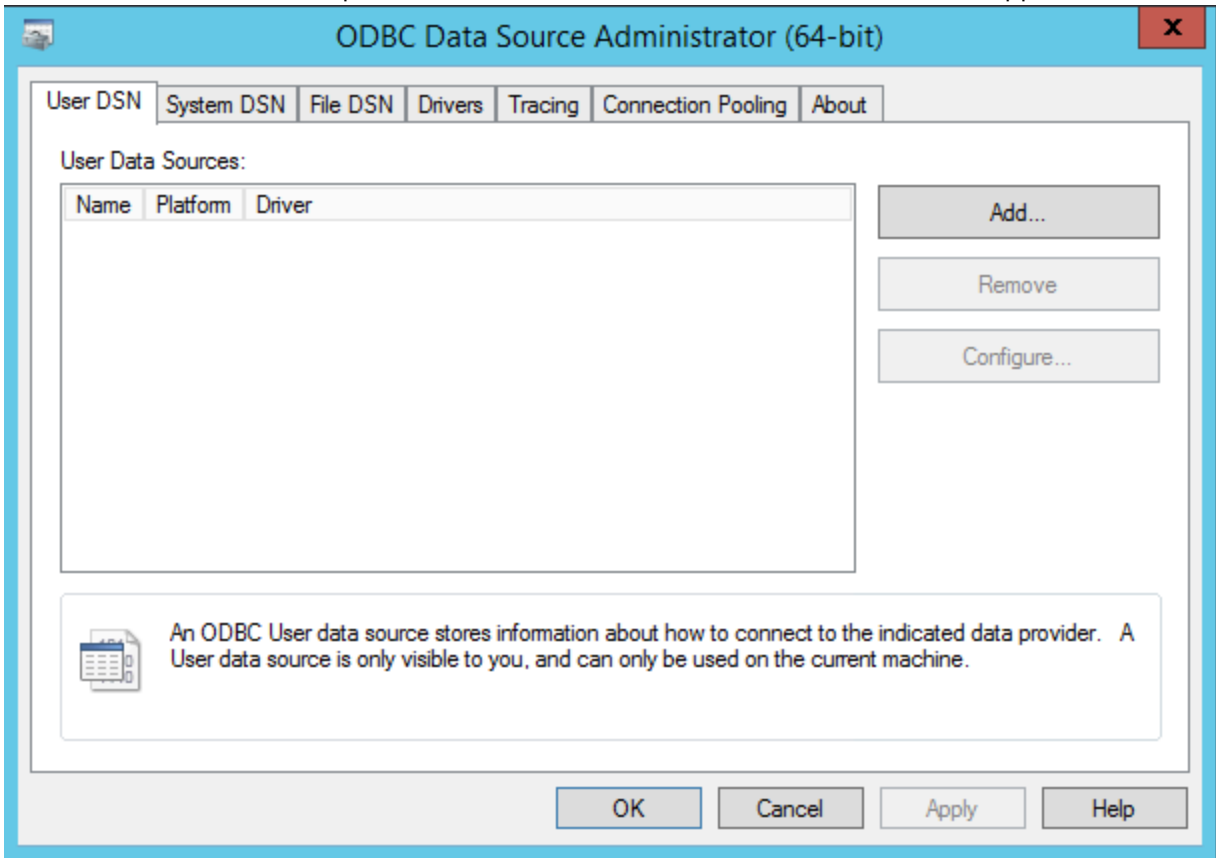 ODBC Data Source Administrator (64-bit)
x
User DSN System DSN File DSN Drivers Tracing Connection Pooling About
User Data Sources:
Name Platform Driver
Add...
Remove
Configure...
An ODBC User data source stores information about how to connect to the indicated data provider. A
User data source is only visible to you, and can only be used on the current machine.
OK Cancel Apply Help